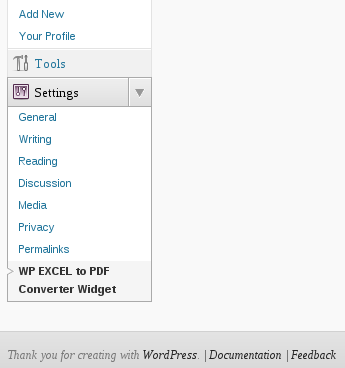 Add New
Your Profile
Tools
Settings
General
Writing
Reading
Discussion
Media
Privacy
Permalinks
WP EXCEL to PDF
Converter Widget
Thank you for creating with WordPress. | Documentation | Feedback